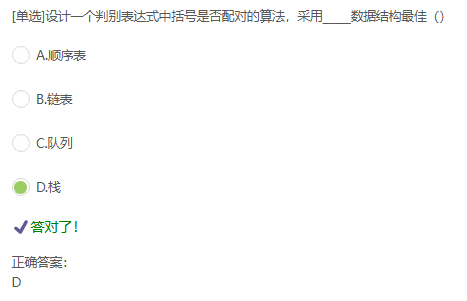 [单选]设计一个判别表达式中括号是否配对的算法，采用____数据结构最佳（）
A.顺序表
B.链表
C.队列
D.栈
答对了!
正确答案:
D